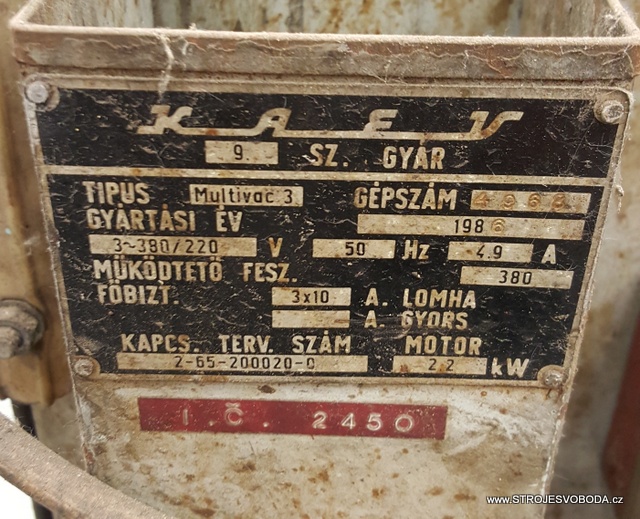 KAEV
9. SZ. GYÁR
TIPUS Multivac 3 GÉPSZÁM 4968
GYÁRTÁSI ÉV 1986
3~380/220 V 50 Hz 4.9 A
MŰKÖDTETŐ FESZ. 380
FŐBIZT. 3x10 A. LOMHA
A. GYORS
KAPCS. TERV. SZÁM MOTOR
2-65-200020-0 2,2 kW
I.Č. 2450
www.STROJESVOBODA.cz